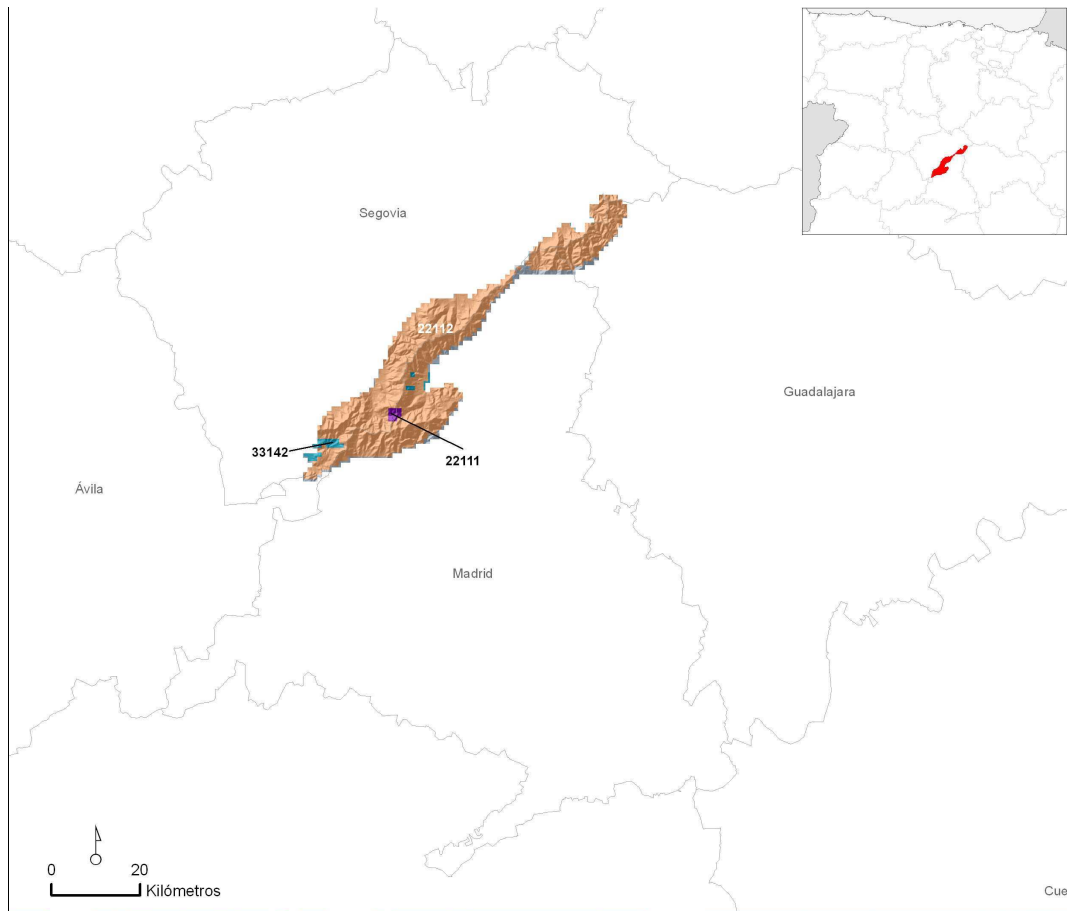 Segovia
22112
Guadalajara
33142
22111
Ávila
Madrid
0 20
Kilómetros
Cue